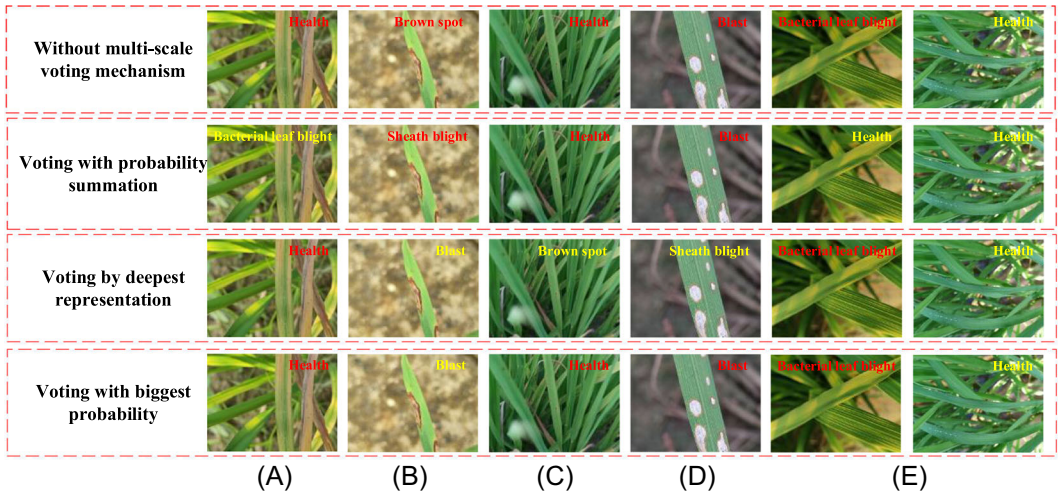 Without multi-scale
voting mechanism
Health
Brown spot
Health
Blast
Bacterial leaf blight
Health
Voting with probability
summation
Bacterial leaf blight
Sheath blight
Health
Blast
Health
Health
Voting by deepest
representation
Health
Blast
Brown spot
Sheath blight
Bacterial leaf blight
Health
Voting with biggest
probability
Health
Blast
Health
Blast
Bacterial leaf blight
Health
(A) (B) (C) (D) (E)